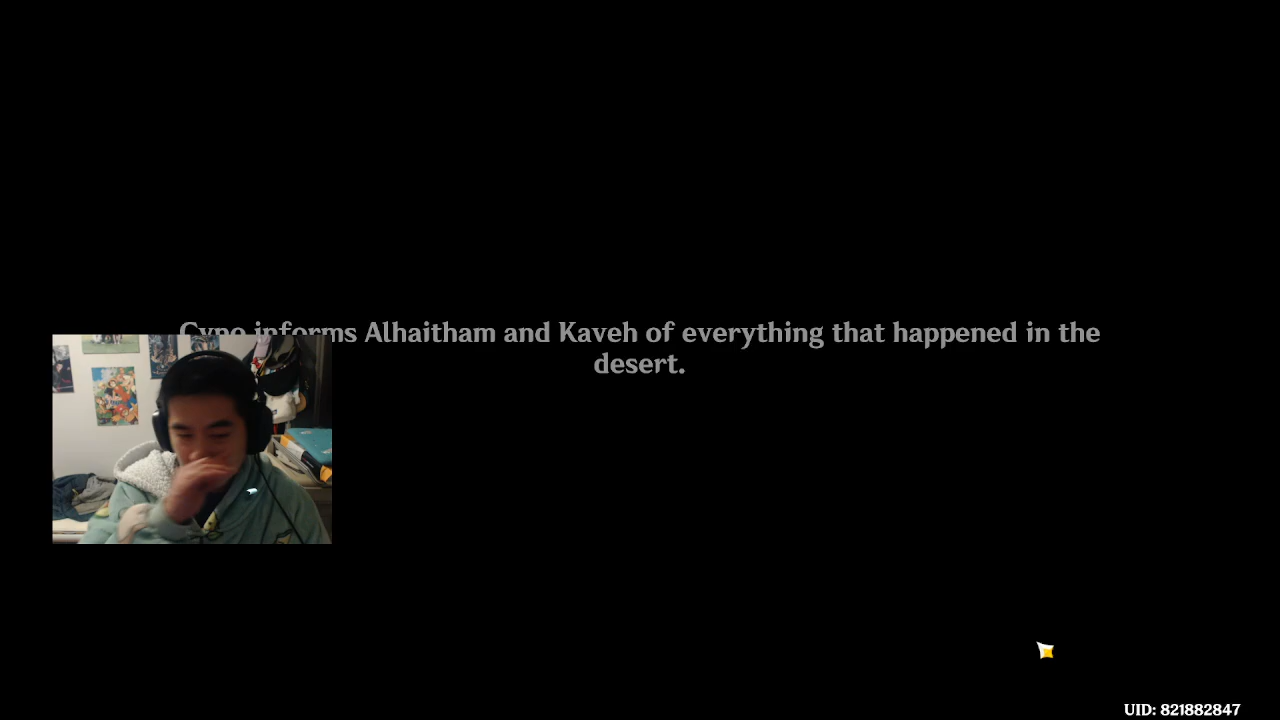 Cyno informs Alhaitham and Kaveh of everything that happened in the
desert.
UID: 821882847